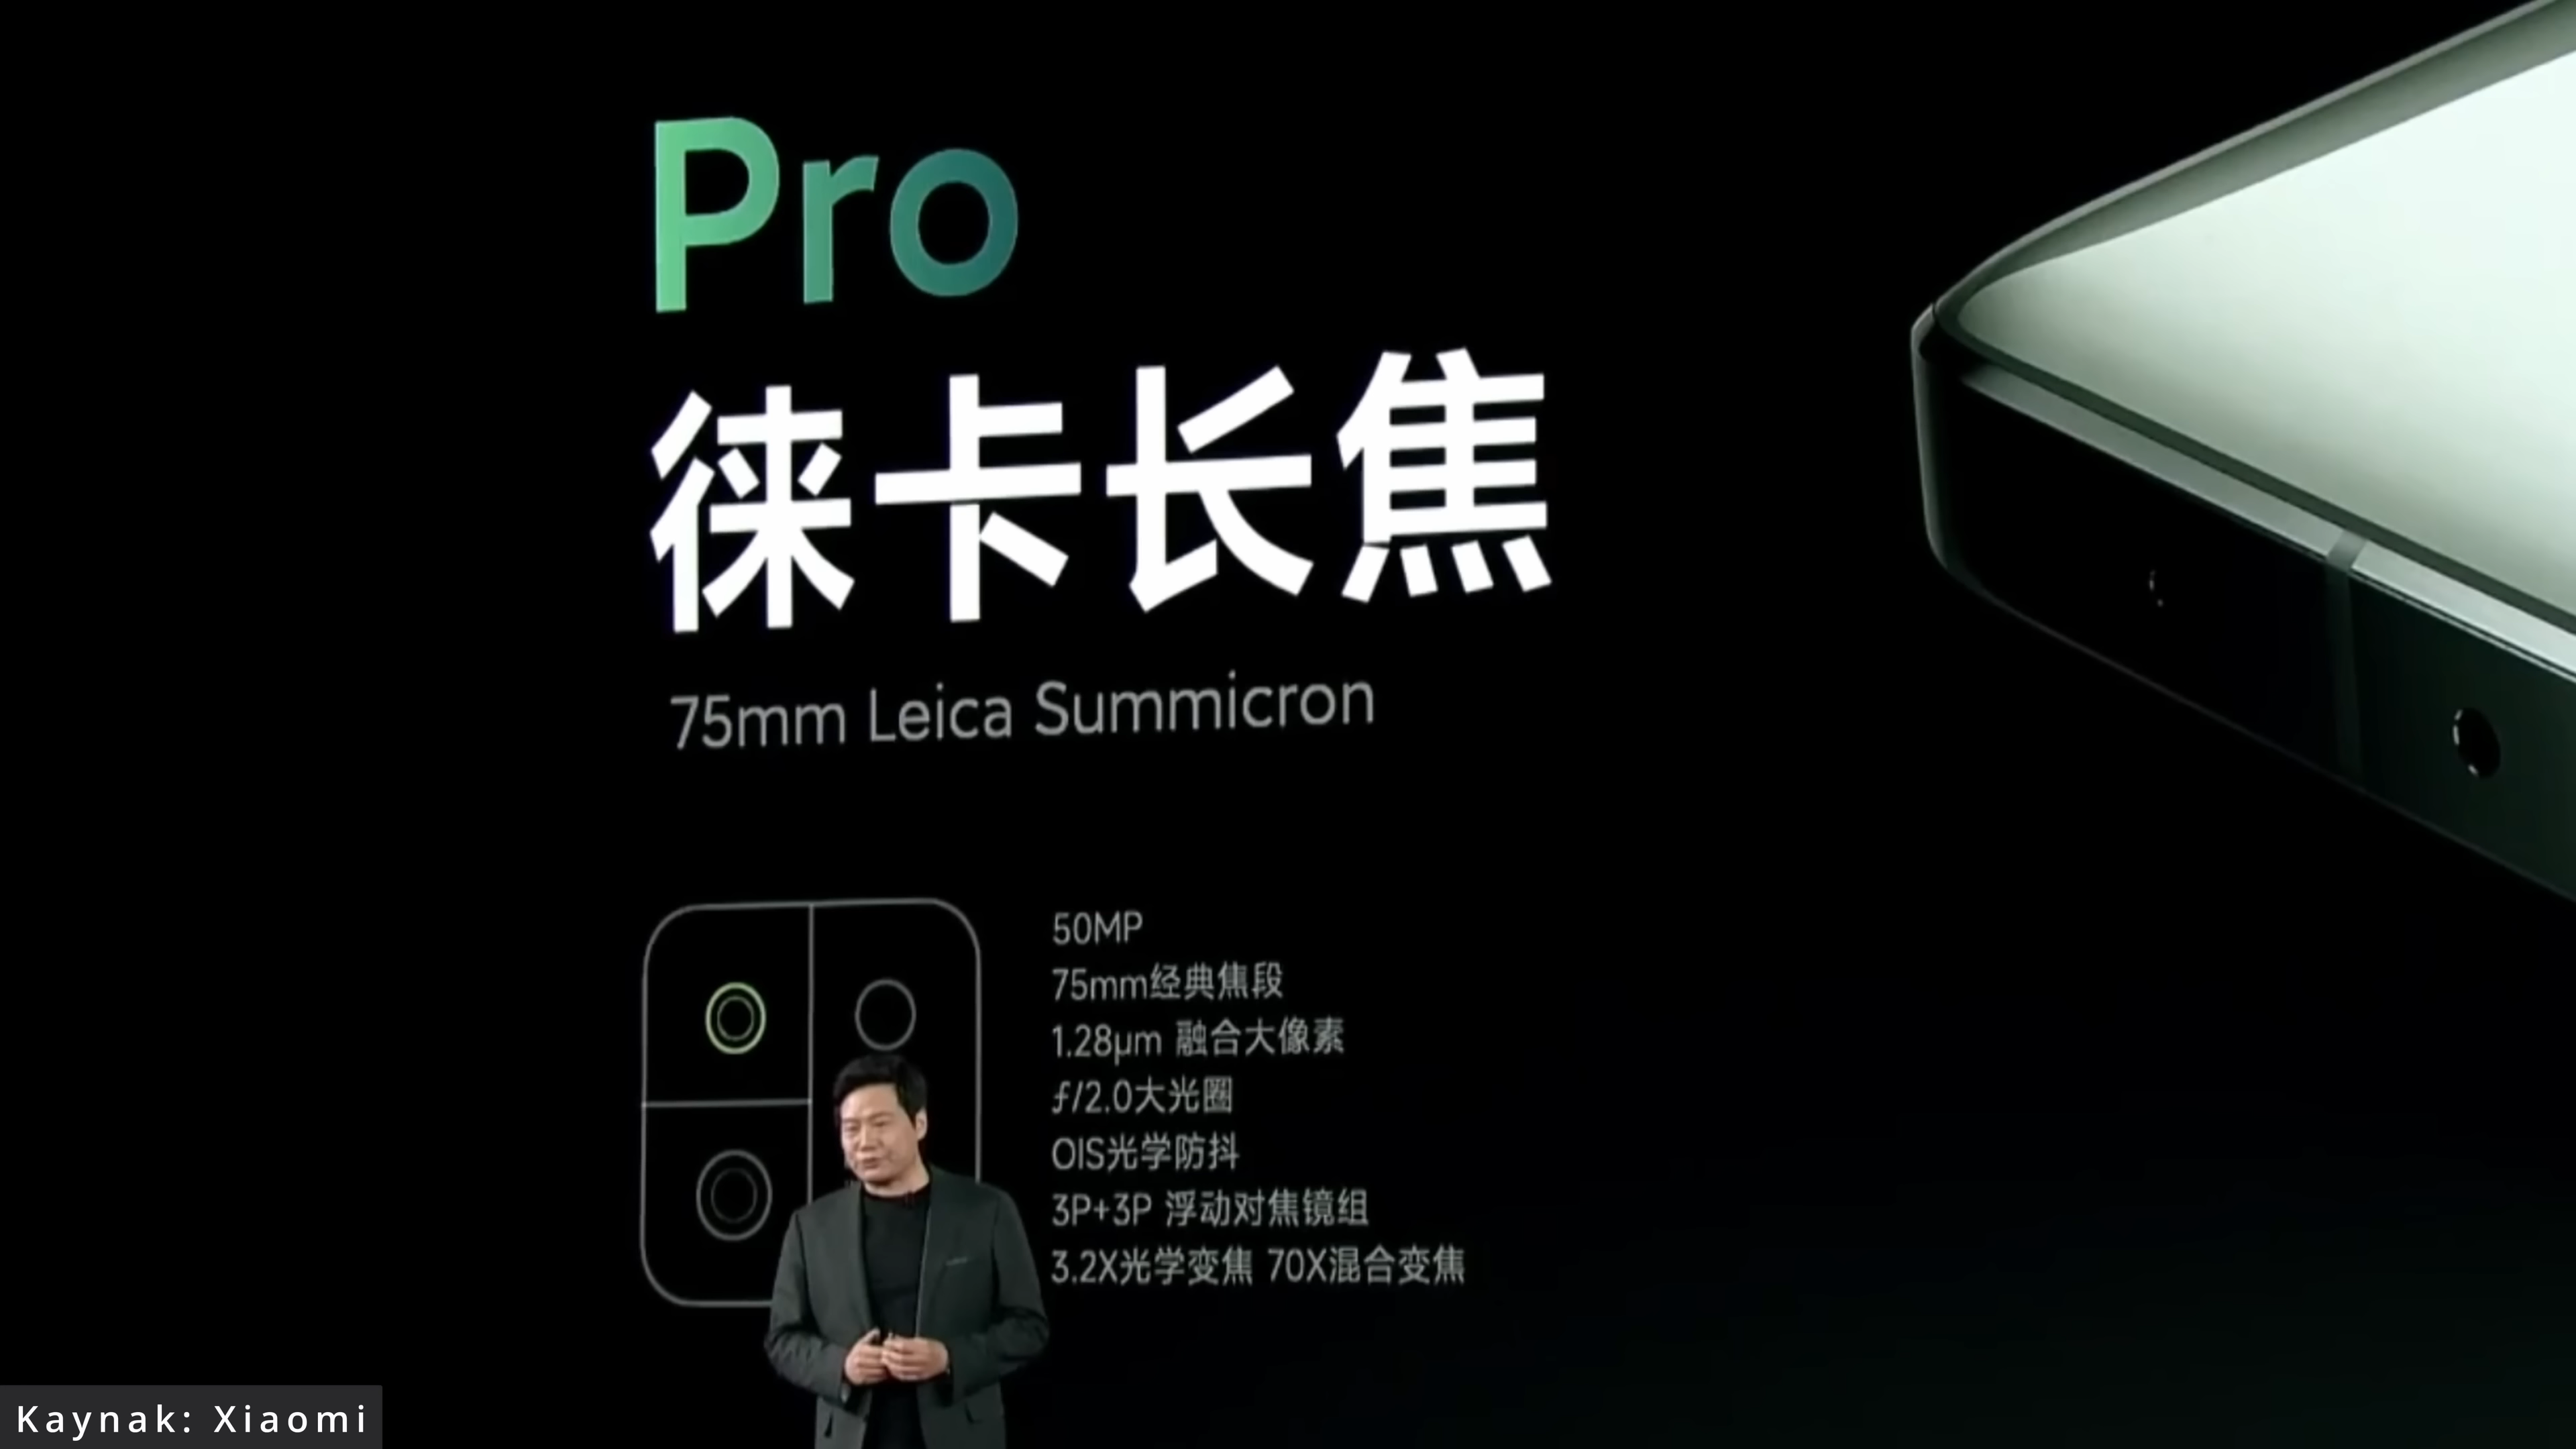 Pro
徕卡长焦
75mm Leica Summicron
50MP
75mm经典焦段
1.28μm 融合大像素
ƒ/2.0大光圈
OIS光学防抖
3P+3P 浮动对焦镜组
3.2X光学变焦 70X混合变焦
Kaynak: Xiaomi